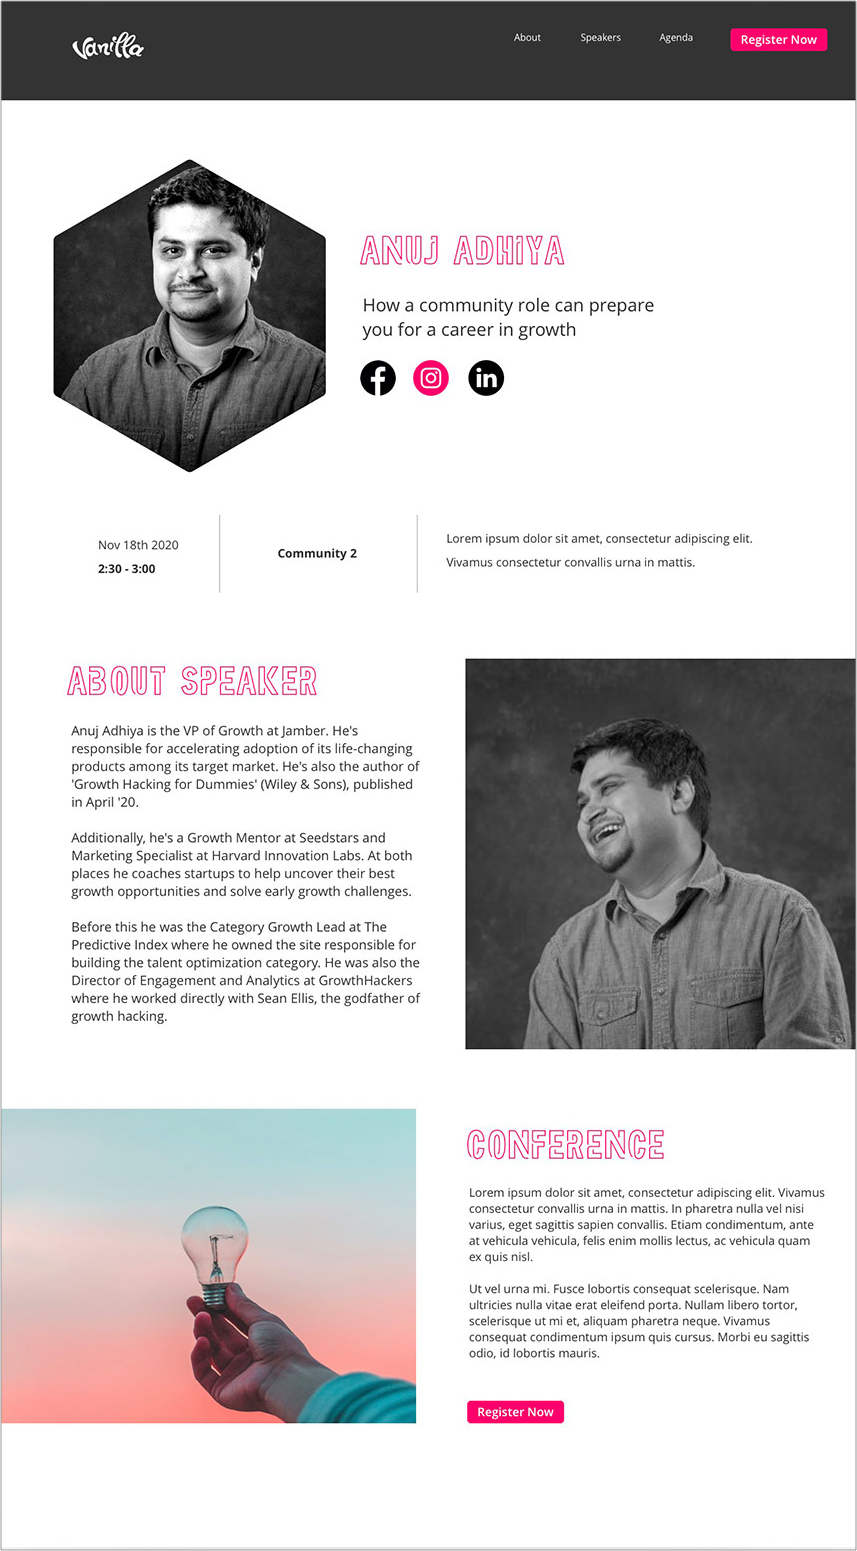 Vanilla
About Speakers Agenda Register Now
ANUJ ADHIYA
How a community role can prepare
you for a career in growth
in
Nov 18th 2020
2:30 - 3:00
Community 2
Lorem ipsum dolor sit amet, consectetur adipiscing elit.
Vivamus consectetur convallis urna in mattis.
ABOUT SPEAKER
Anuj Adhiya is the VP of Growth at Jamber. He's
responsible for accelerating adoption of its life-changing
products among its target market. He's also the author of
'Growth Hacking for Dummies' (Wiley & Sons), published
in April '20.
Additionally, he's a Growth Mentor at Seedstars and
Marketing Specialist at Harvard Innovation Labs. At both
places he coaches startups to help uncover their best
growth opportunities and solve early growth challenges.
Before this he was the Category Growth Lead at The
Predictive Index where he owned the site responsible for
building the talent optimization category. He was also the
Director of Engagement and Analytics at GrowthHackers
where he worked directly with Sean Ellis, the godfather of
growth hacking.
CONFERENCE
Lorem ipsum dolor sit amet, consectetur adipiscing elit. Vivamus
consectetur convallis urna in mattis. In pharetra nulla vel nisi
varius, eget sagittis sapien convallis. Etiam condimentum, ante
at vehicula vehicula, felis enim mollis lectus, ac vehicula quam
ex quis nisl.
Ut vel urna mi. Fusce lobortis consequat scelerisque. Nam
ultricies nulla vitae erat eleifend porta. Nullam libero tortor,
scelerisque ut mi et, aliquam pharetra neque. Vivamus
consequat condimentum ipsum quis cursus. Morbi eu sagittis
odio, id lobortis mauris.
Register Now